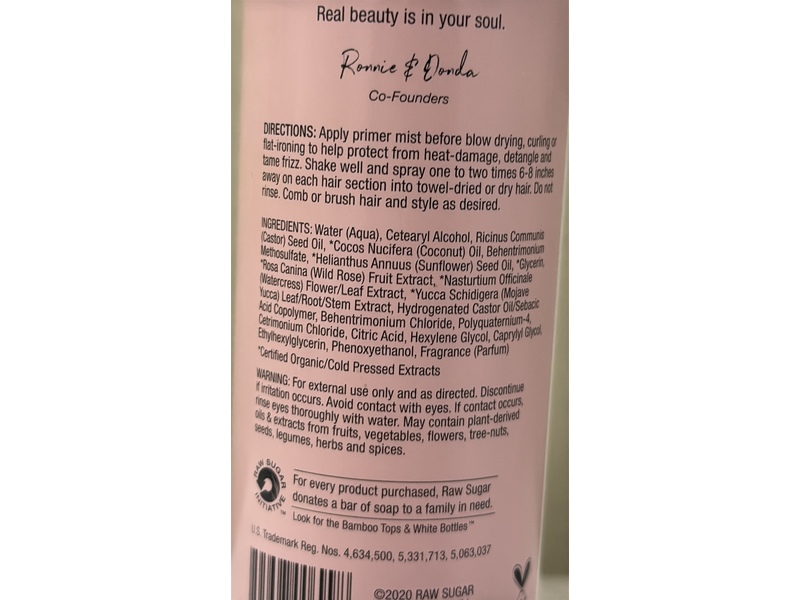 Real beauty is in your soul.
Ronnie & Donda
Co-Founders
DIRECTIONS: Apply primer mist before blow drying, curling or
flat-ironing to help protect from heat-damage, detangle and
tame frizz. Shake well and spray one to two times 6-8 inches
away on each hair section into towel-dried or dry hair. Do not
rinse. Comb or brush hair and style as desired.
INGREDIENTS: Water (Aqua), Cetearyl Alcohol, Ricinus Communis
(Castor) Seed Oil, *Cocos Nucifera (Coconut) Oil, Behentrimonium
Methosulfate, *Helianthus Annuus (Sunflower) Seed Oil, *Glycerin,
*Rosa Canina (Wild Rose) Fruit Extract, *Nasturtium Officinale
(Watercress) Flower/Leaf Extract, *Yucca Schidigera (Mojave
Yucca) Leaf/Root/Stem Extract, Hydrogenated Castor Oil/Sebacic
Acid Copolymer, Behentrimonium Chloride, Polyquaternium-4,
Cetrimonium Chloride, Citric Acid, Hexylene Glycol, Caprylyl Glycol,
Ethylhexylglycerin, Phenoxyethanol, Fragrance (Parfum)
*Certified Organic/Cold Pressed Extracts
WARNING: For external use only and as directed. Discontinue
if irritation occurs. Avoid contact with eyes. If contact occurs,
rinse eyes thoroughly with water. May contain plant-derived
oils & extracts from fruits, vegetables, flowers, tree-nuts,
seeds, legumes, herbs and spices.
RAW SUGAR INITIATIVE™
For every product purchased, Raw Sugar
donates a bar of soap to a family in need.
Look for the Bamboo Tops & White Bottles™
U.S. Trademark Reg. Nos. 4,634,500, 5,331,713, 5,063,037
©2020 RAW SUGAR